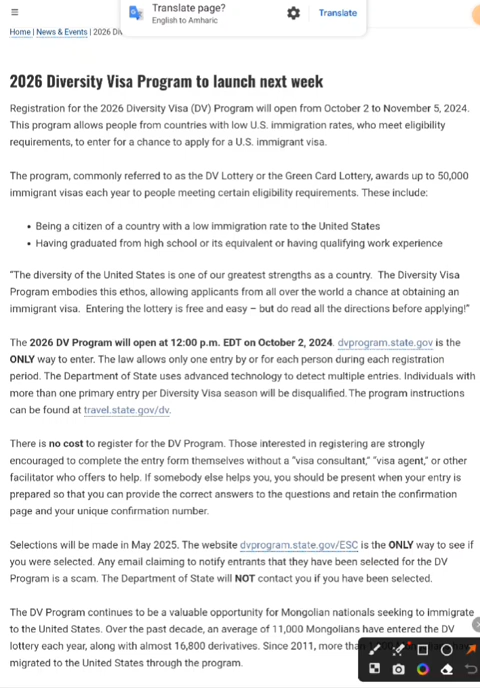 Translate page?
English to Amharic
Translate
Home | News & Events | 2026 Div
2026 Diversity Visa Program to launch next week
Registration for the 2026 Diversity Visa (DV) Program will open from October 2 to November 5, 2024.
This program allows people from countries with low U.S. immigration rates, who meet eligibility
requirements, to enter for a chance to apply for a U.S. immigrant visa.
The program, commonly referred to as the DV Lottery or the Green Card Lottery, awards up to 50,000
immigrant visas each year to people meeting certain eligibility requirements. These include:
• Being a citizen of a country with a low immigration rate to the United States
• Having graduated from high school or its equivalent or having qualifying work experience
“The diversity of the United States is one of our greatest strengths as a country. The Diversity Visa
Program embodies this ethos, allowing applicants from all over the world a chance at obtaining an
immigrant visa. Entering the lottery is free and easy – but do read all the directions before applying!”
The 2026 DV Program will open at 12:00 p.m. EDT on October 2, 2024. dvprogram.state.gov is the
ONLY way to enter. The law allows only one entry by or for each person during each registration
period. The Department of State uses advanced technology to detect multiple entries. Individuals with
more than one primary entry per Diversity Visa season will be disqualified. The program instructions
can be found at travel.state.gov/dv.
There is no cost to register for the DV Program. Those interested in registering are strongly
encouraged to complete the entry form themselves without a “visa consultant,” “visa agent,” or other
facilitator who offers to help. If somebody else helps you, you should be present when your entry is
prepared so that you can provide the correct answers to the questions and retain the confirmation
page and your unique confirmation number.
Selections will be made in May 2025. The website dvprogram.state.gov/ESC is the ONLY way to see if
you were selected. Any email claiming to notify entrants that they have been selected for the DV
Program is a scam. The Department of State will NOT contact you if you have been selected.
The DV Program continues to be a valuable opportunity for Mongolian nationals seeking to immigrate
to the United States. Over the past decade, an average of 11,000 Mongolians have entered the DV
lottery each year, along with almost 16,800 derivatives. Since 2011, more than
migrated to the United States through the program.